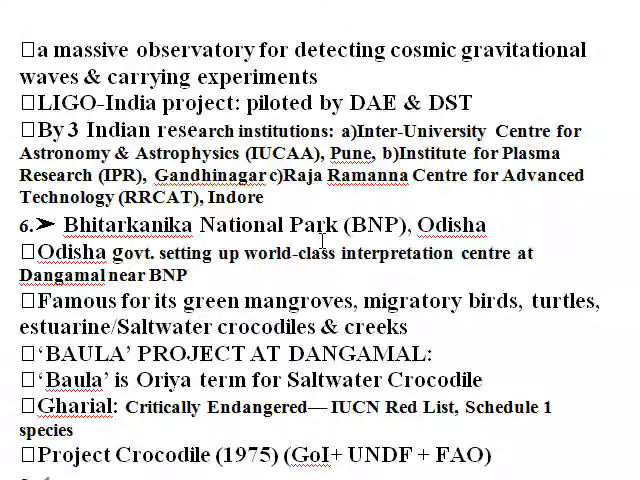 □a massive observatory for detecting cosmic gravitational
waves & carrying experiments
□LIGO-India project: piloted by DAE & DST
□By 3 Indian research institutions: a)Inter-University Centre for
Astronomy & Astrophysics (IUCAA), Pune, b)Institute for Plasma
Research (IPR), Gandhinagar c)Raja Ramanna Centre for Advanced
Technology (RRCAT), Indore
6.➤ Bhitarkanika National Park (BNP), Odisha
□Odisha govt. setting up world-class interpretation centre at
Dangamal near BNP
□Famous for its green mangroves, migratory birds, turtles,
estuarine/Saltwater crocodiles & creeks
□‘BAULA’ PROJECT AT DANGAMAL:
□‘Baula’ is Oriya term for Saltwater Crocodile
□Gharial: Critically Endangered— IUCN Red List, Schedule 1
species
□Project Crocodile (1975) (GoI+ UNDF + FAO)